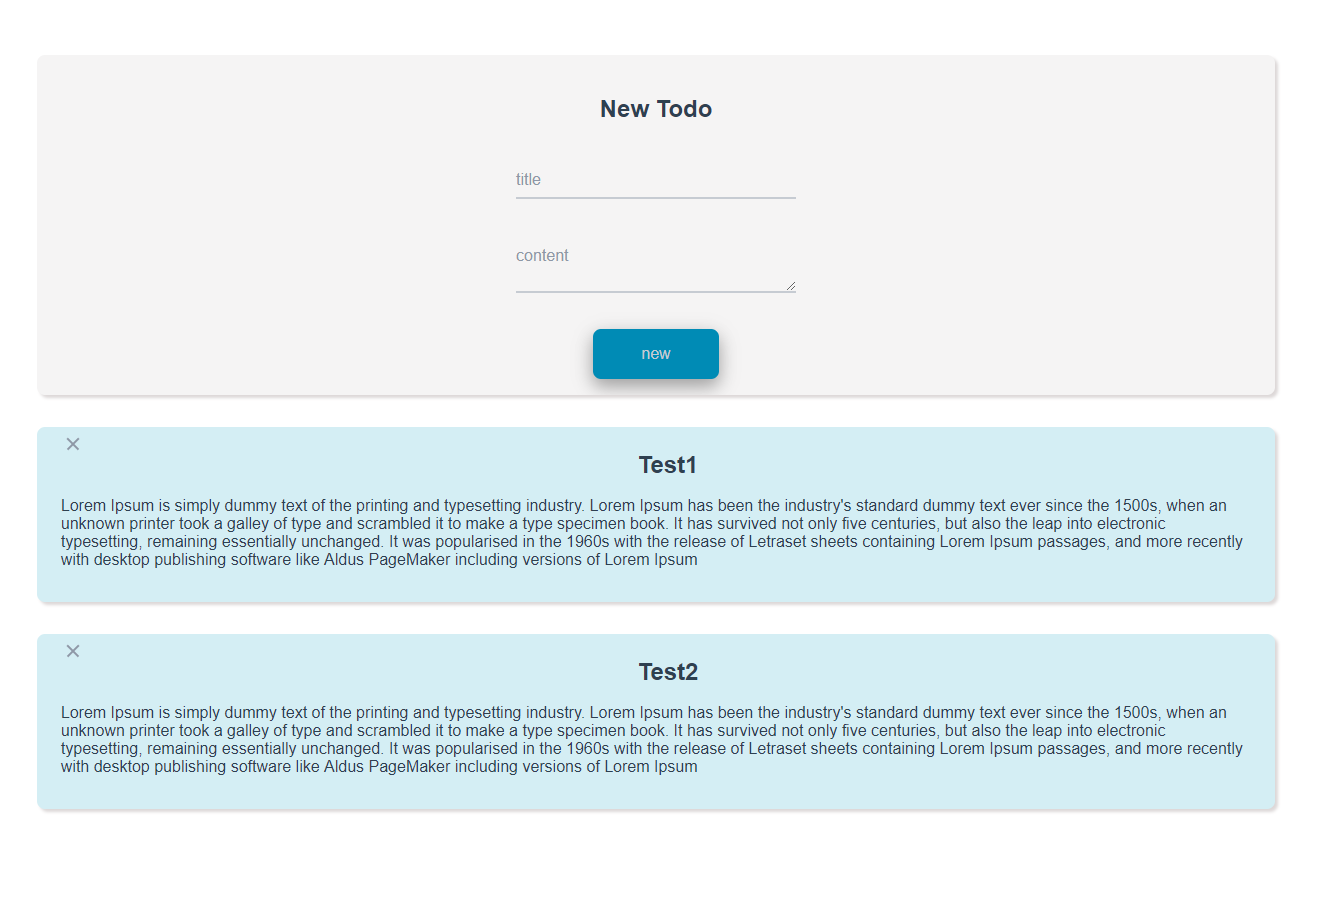 New Todo
title
content
new
Test1
Lorem Ipsum is simply dummy text of the printing and typesetting industry. Lorem Ipsum has been the industry's standard dummy text ever since the 1500s, when an
unknown printer took a galley of type and scrambled it to make a type specimen book. It has survived not only five centuries, but also the leap into electronic
typesetting, remaining essentially unchanged. It was popularised in the 1960s with the release of Letraset sheets containing Lorem Ipsum passages, and more recently
with desktop publishing software like Aldus PageMaker including versions of Lorem Ipsum
Test2
Lorem Ipsum is simply dummy text of the printing and typesetting industry. Lorem Ipsum has been the industry's standard dummy text ever since the 1500s, when an
unknown printer took a galley of type and scrambled it to make a type specimen book. It has survived not only five centuries, but also the leap into electronic
typesetting, remaining essentially unchanged. It was popularised in the 1960s with the release of Letraset sheets containing Lorem Ipsum passages, and more recently
with desktop publishing software like Aldus PageMaker including versions of Lorem Ipsum